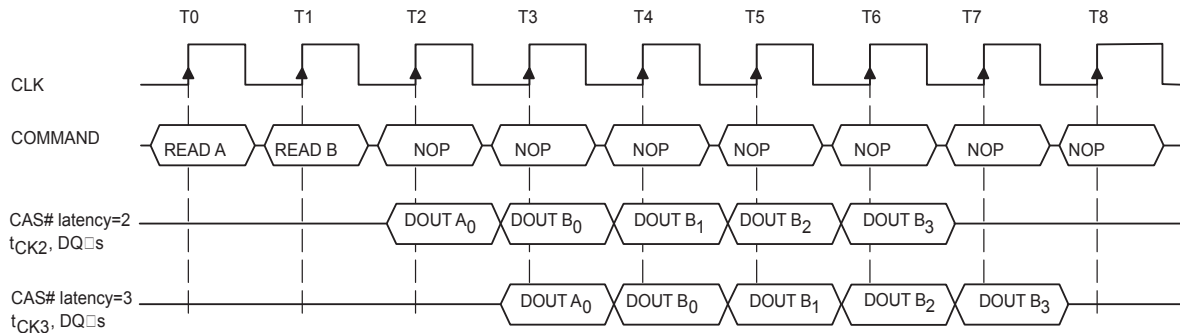 T0 T1 T2 T3 T4 T5 T6 T7 T8
CLK
COMMAND
READ A READ B NOP NOP NOP NOP NOP NOP NOP
CAS# latency=2
tCK2, DQ□s
DOUT A0 DOUT B0 DOUT B1 DOUT B2 DOUT B3
CAS# latency=3
tCK3, DQ□s
DOUT A0 DOUT B0 DOUT B1 DOUT B2 DOUT B3